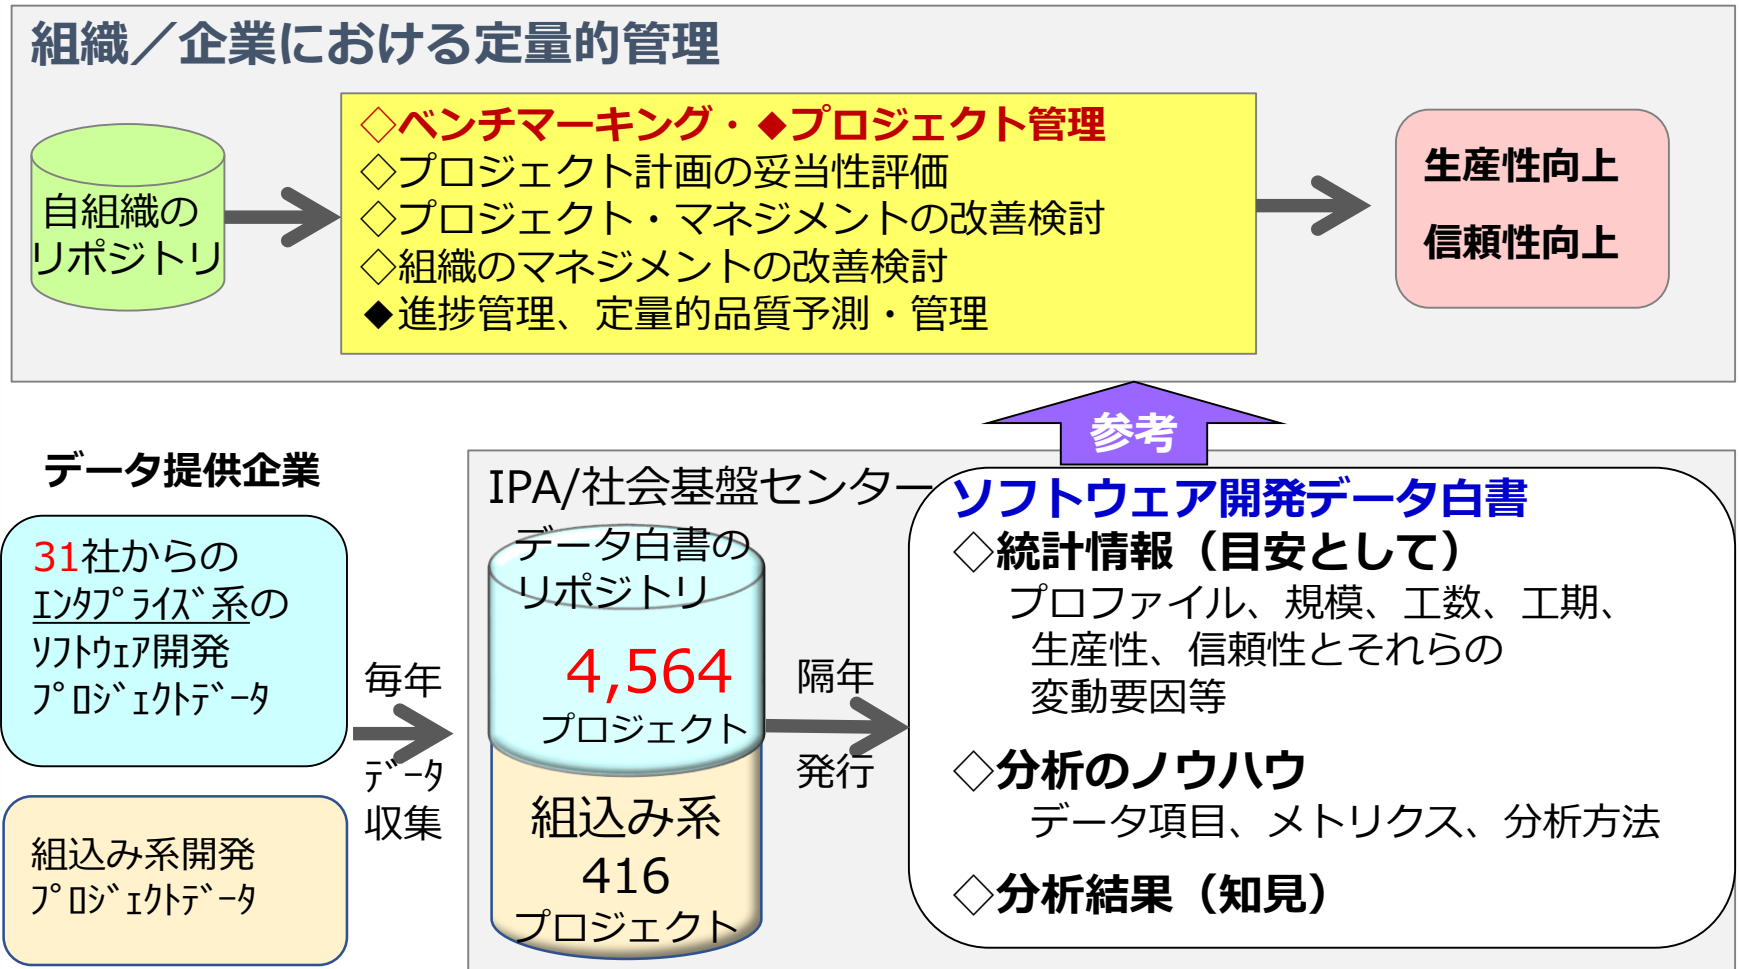 組織／企業における定量的管理
自組織の
リポジトリ
◇ベンチマーキング・◆プロジェクト管理
◇プロジェクト計画の妥当性評価
◇プロジェクト・マネジメントの改善検討
◇組織のマネジメントの改善検討
◆進捗管理、定量的品質予測・管理
生産性向上
信頼性向上
参考
データ提供企業
31社からの
ｴﾝﾀﾌﾟﾗｲｽﾞ系の
ｿﾌﾄｳｪｱ開発
ﾌﾟﾛｼﾞｪｸﾄﾃﾞｰﾀ
組込み系開発
ﾌﾟﾛｼﾞｪｸﾄﾃﾞｰﾀ
毎年
ﾃﾞｰﾀ
収集
IPA/社会基盤センター
データ白書の
リポジトリ
4,564
プロジェクト
組込み系
416
プロジェクト
隔年
発行
ソフトウェア開発データ白書
◇統計情報（目安として）
プロファイル、規模、工数、工期、
生産性、信頼性とそれらの
変動要因等
◇分析のノウハウ
データ項目、メトリクス、分析方法
◇分析結果（知見）